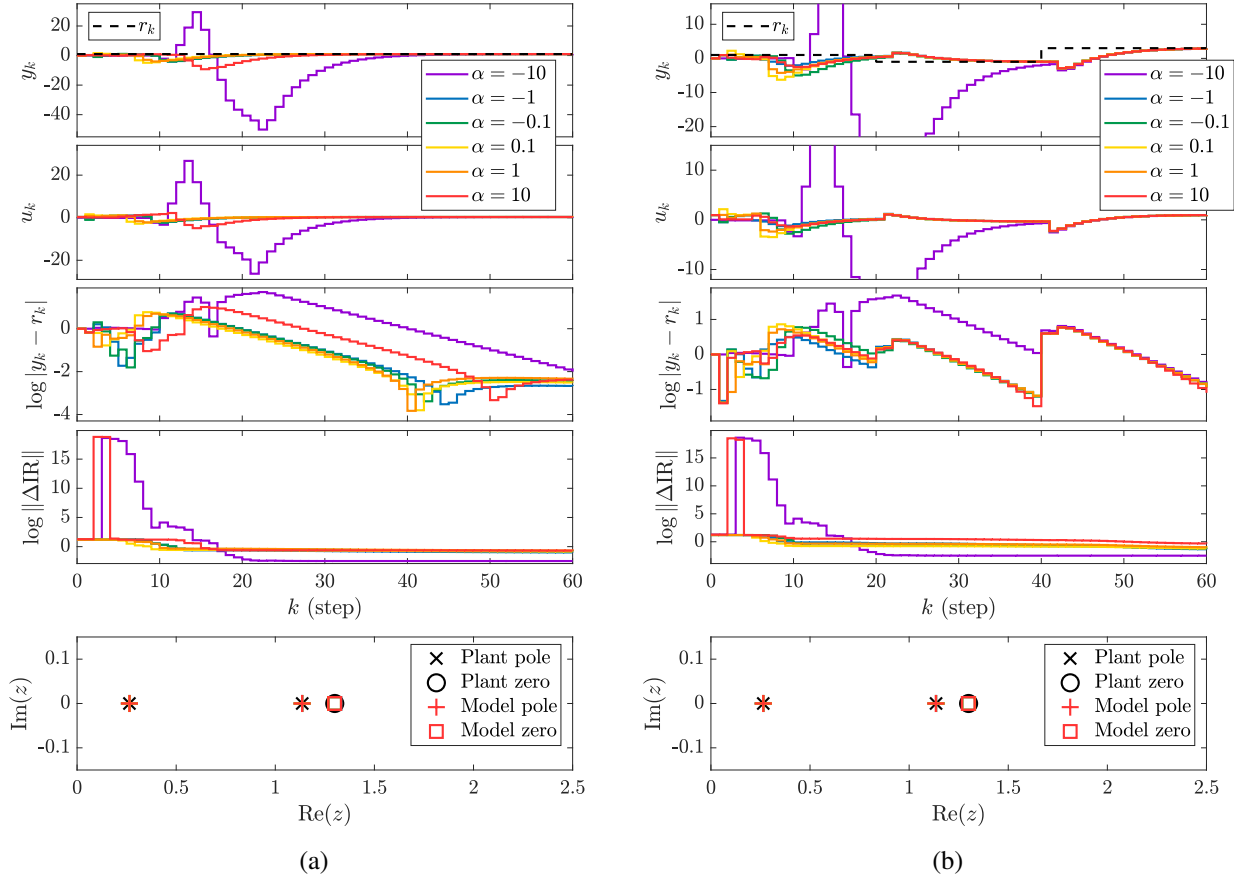 r_k
y_k
0
20
-20
-40
α = −10
α = −1
α = −0.1
α = 0.1
α = 1
α = 10
u_k
20
0
-20
log |y_k − r_k|
0
-2
-4
log ||ΔIR||
15
10
5
0
0 10 20 30 40 50 60
k (step)
Im(z)
0.1
0
-0.1
Plant pole
Plant zero
Model pole
Model zero
0 0.5 1 1.5 2 2.5
Re(z)
(a)
r_k
y_k
10
0
-10
-20
α = −10
α = −1
α = −0.1
α = 0.1
α = 1
α = 10
u_k
10
0
-10
log |y_k − r_k|
1
0
-1
log ||ΔIR||
15
10
5
0
0 10 20 30 40 50 60
k (step)
Im(z)
0.1
0
-0.1
Plant pole
Plant zero
Model pole
Model zero
0 0.5 1 1.5 2 2.5
Re(z)
(b)